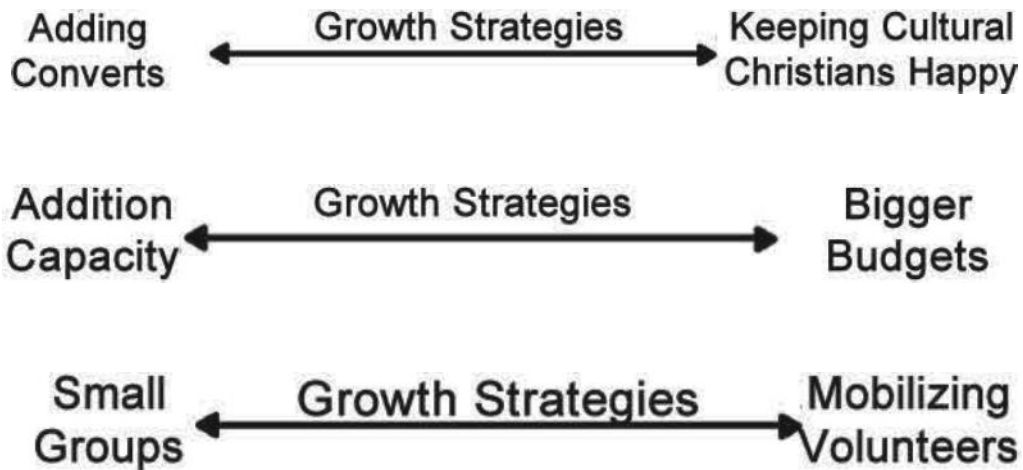 Adding
Converts
Growth Strategies
Keeping Cultural
Christians Happy
Addition
Capacity
Growth Strategies
Bigger
Budgets
Small
Groups
Growth Strategies
Mobilizing
Volunteers